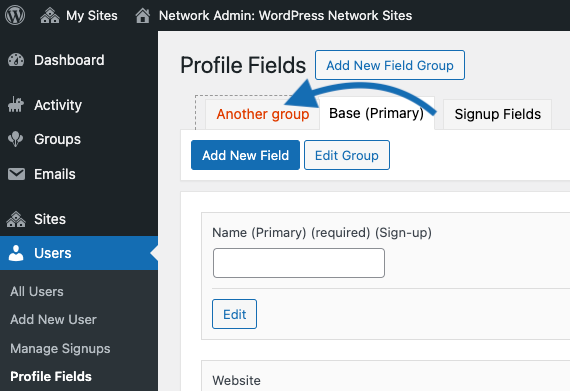 My Sites
Network Admin: WordPress Network Sites
Dashboard
Activity
Groups
Emails
Sites
Users
All Users
Add New User
Manage Signups
Profile Fields
Profile Fields
Add New Field Group
Another group
Base (Primary)
Signup Fields
Add New Field
Edit Group
Name (Primary) (required) (Sign-up)
Edit
Website